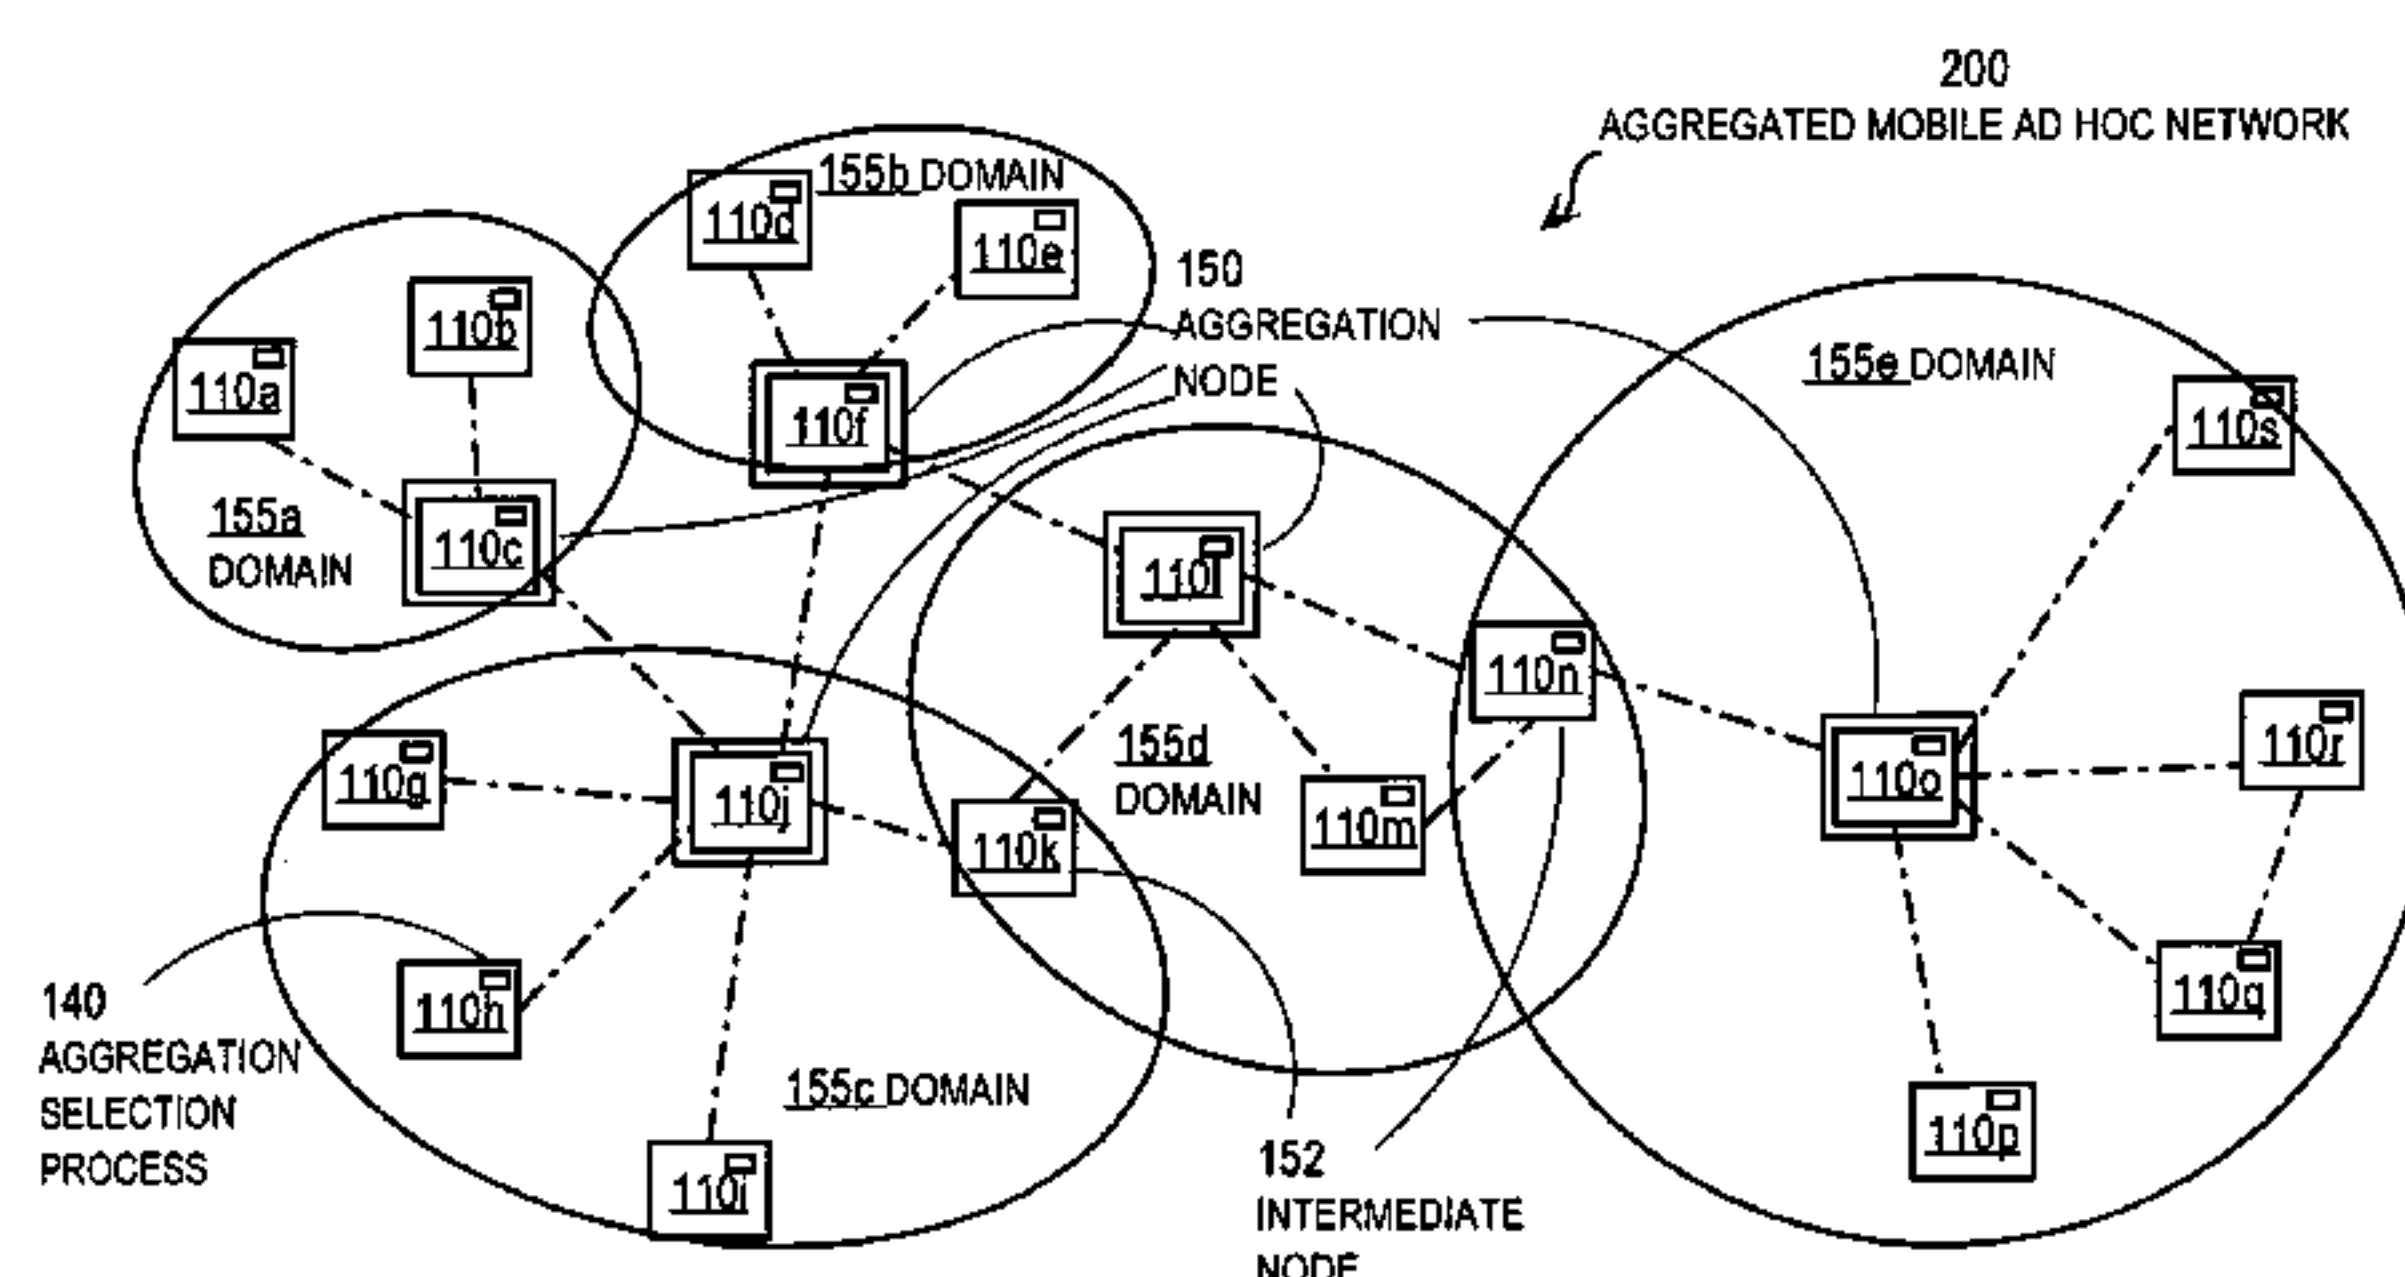 200
AGGREGATED MOBILE AD HOC NETWORK
155b DOMAIN
110d
110e
150
AGGREGATION
NODE
110b
110a
110f
155e DOMAIN
110s
155a
DOMAIN
110c
110l
110n
110g
110j
155d
DOMAIN
110r
110o
110k
110m
140
AGGREGATION
SELECTION
PROCESS
110h
110q
155c DOMAIN
110i
110p
152
INTERMEDIATE
NODE